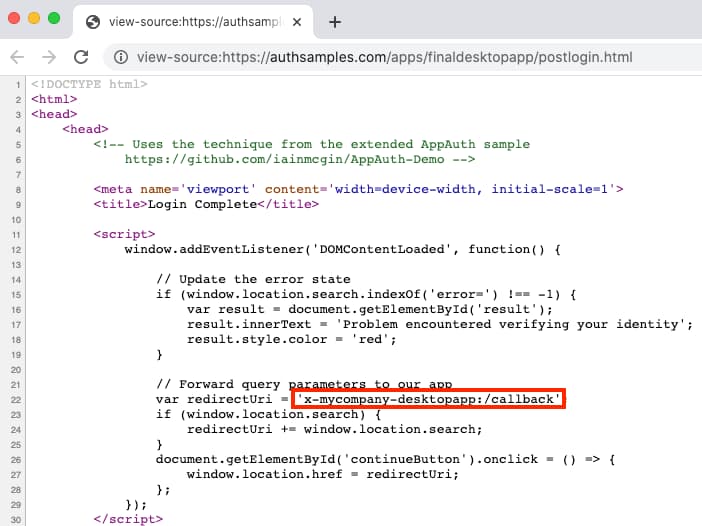 view-source:https://authsampl
view-source:https://authsamples.com/apps/finaldesktopapp/postlogin.html
1 <!DOCTYPE html>
2 <html>
3 <head>
4 <head>
5 <!-- Uses the technique from the extended AppAuth sample
6 https://github.com/iainmcgin/AppAuth-Demo -->
7
8 <meta name='viewport' content='width=device-width, initial-scale=1'>
9 <title>Login Complete</title>
10
11 <script>
12 window.addEventListener('DOMContentLoaded', function() {
13
14 // Update the error state
15 if (window.location.search.indexOf('error=') !== -1) {
16 var result = document.getElementById('result');
17 result.innerText = 'Problem encountered verifying your identity';
18 result.style.color = 'red';
19 }
20
21 // Forward query parameters to our app
22 var redirectUri = 'x-mycompany-desktopapp:/callback'
23 if (window.location.search) {
24 redirectUri += window.location.search;
25 }
26 document.getElementById('continueButton').onclick = () => {
27 window.location.href = redirectUri;
28 };
29 });
30 </script>